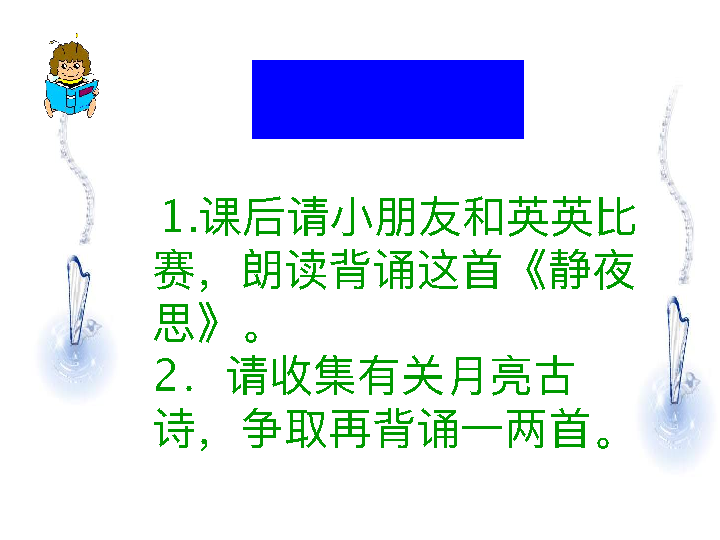 1.课后请小朋友和英英比
赛，朗读背诵这首《静夜
思》。
2．请收集有关月亮古
诗，争取再背诵一两首。